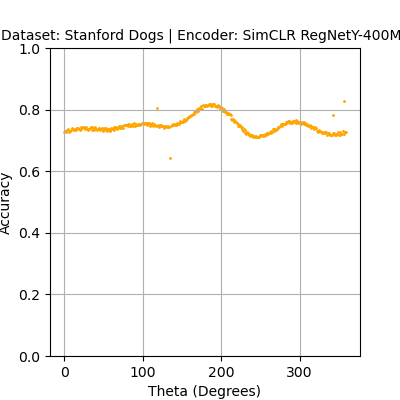 Dataset: Stanford Dogs | Encoder: SimCLR RegNetY-400M
1.0
0.8
0.6
0.4
0.2
0.0
Accuracy
0 100 200 300
Theta (Degrees)